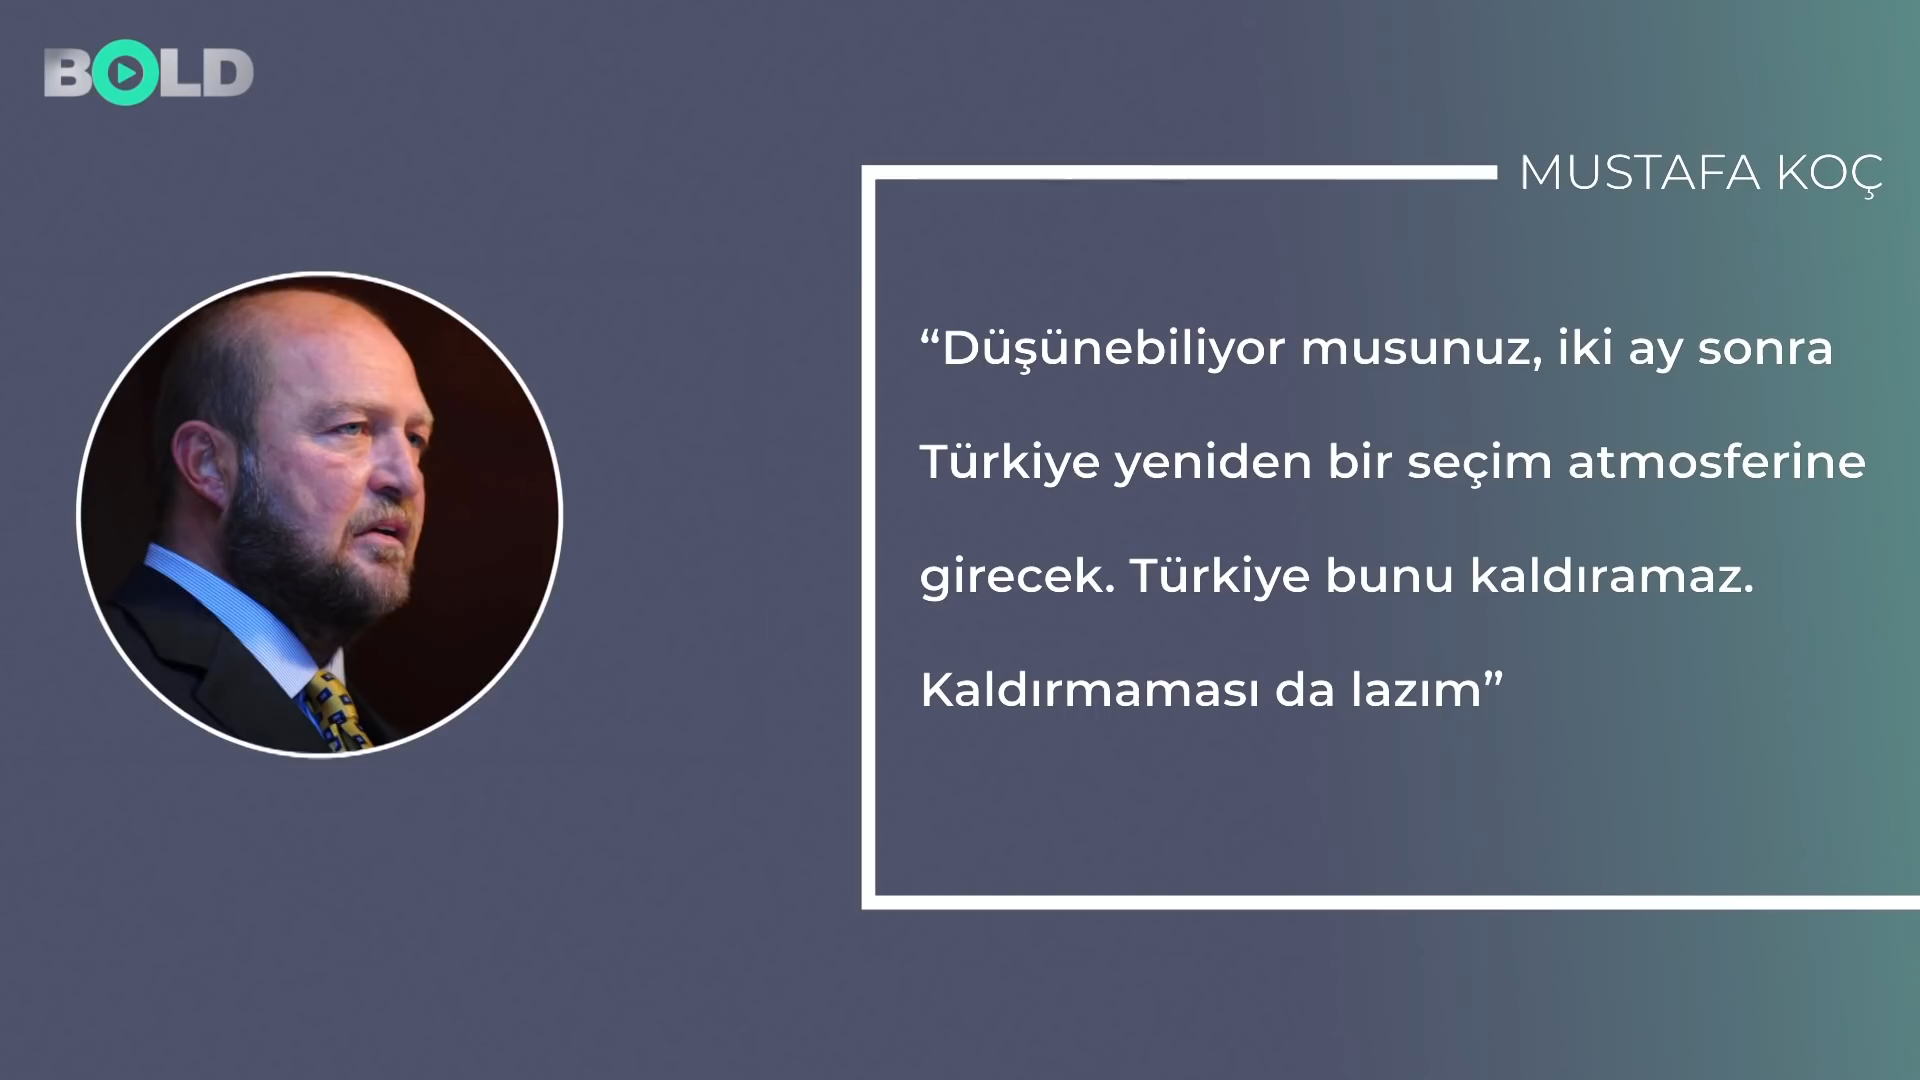 BOLD
MUSTAFA KOÇ
“Düşünebiliyor musunuz, iki ay sonra
Türkiye yeniden bir seçim atmosferine
girecek. Türkiye bunu kaldıramaz.
Kaldırmaması da lazım”